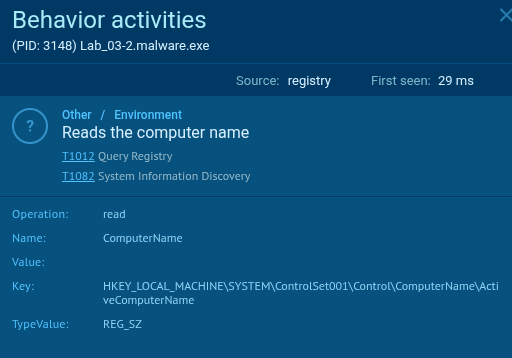 Behavior activities
(PID: 3148) Lab_03-2.malware.exe
Source: registry First seen: 29 ms
Other / Environment
?
Reads the computer name
T1012 Query Registry
T1082 System Information Discovery
Operation: read
Name: ComputerName
Value:
Key: HKEY_LOCAL_MACHINE\SYSTEM\ControlSet001\Control\ComputerName\Acti
veComputerName
TypeValue: REG_SZ